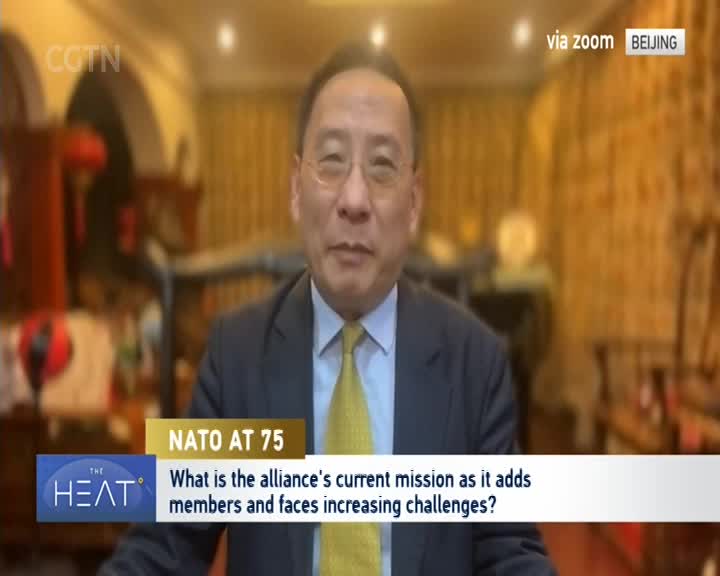 CGTN
via zoom BEIJING
NATO AT 75
THE
HEAT
What is the alliance's current mission as it adds
members and faces increasing challenges?